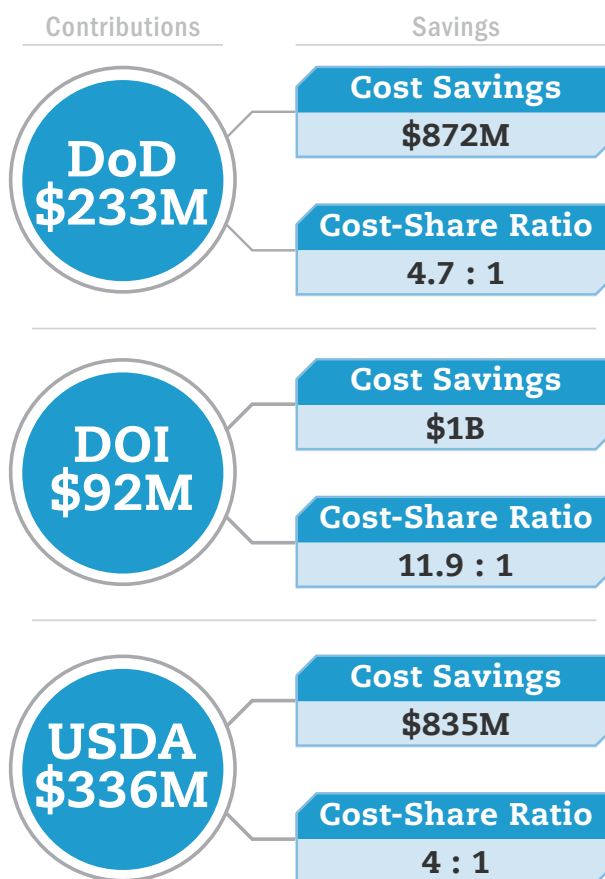 Contributions
Savings
DoD
$233M
Cost Savings
$872M
Cost-Share Ratio
4.7 : 1
DOI
$92M
Cost Savings
$1B
Cost-Share Ratio
11.9 : 1
USDA
$336M
Cost Savings
$835M
Cost-Share Ratio
4 : 1